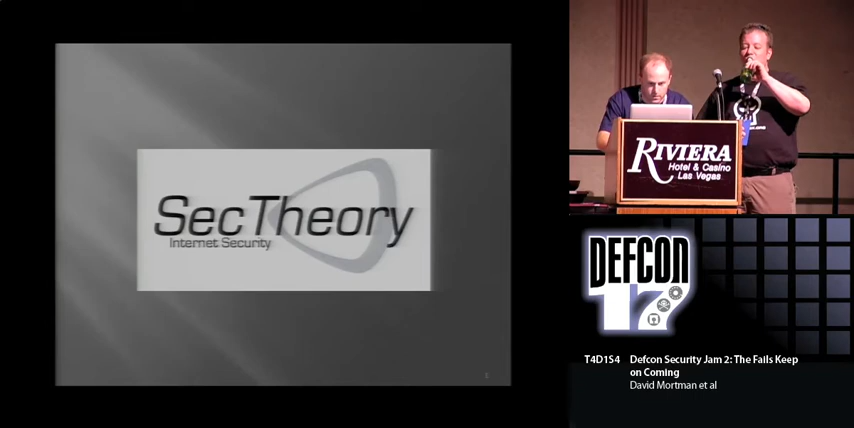 SecTheory
Internet Security
5
RIVIERA
Hotel & Casino
Las Vegas
DEFCON
17
T4D1S4 Defcon Security Jam 2: The Fails Keep
on Coming
David Mortman et al